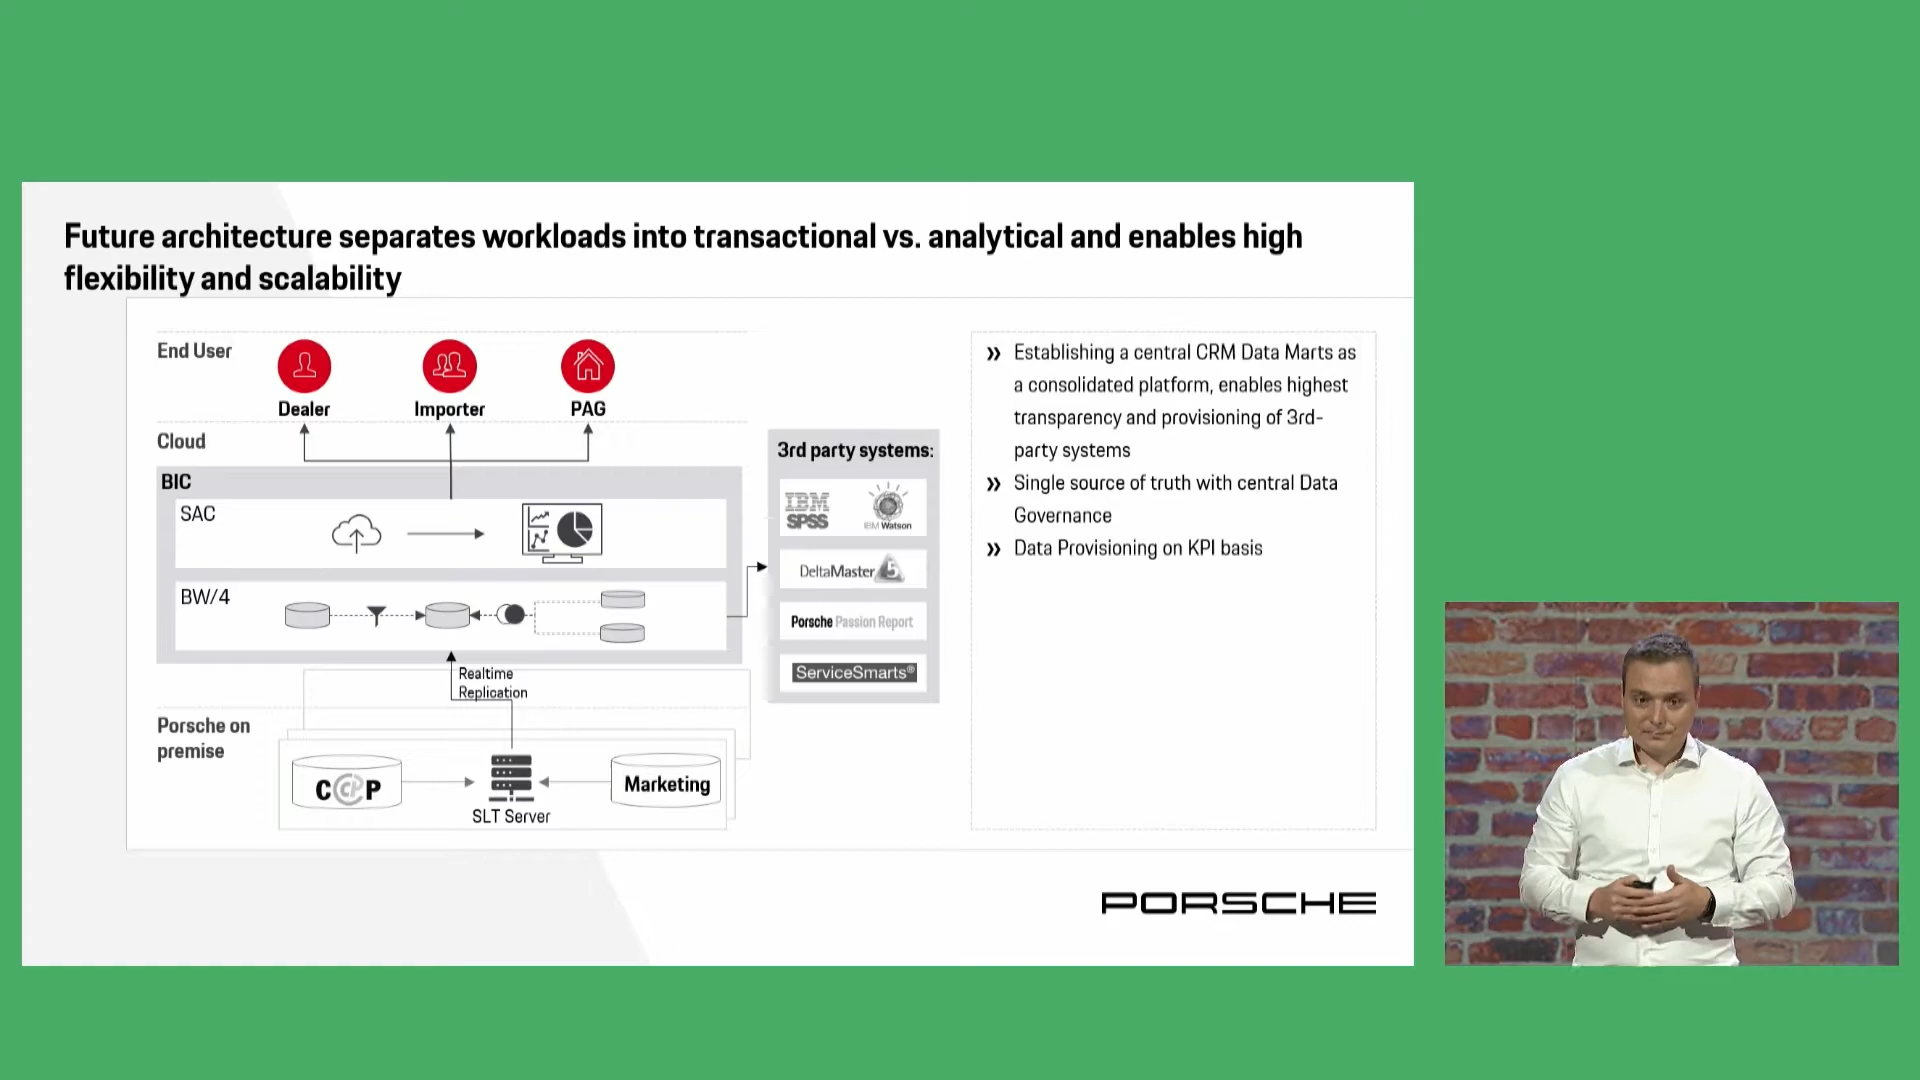 Future architecture separates workloads into transactional vs. analytical and enables high
flexibility and scalability
End User
Dealer
Importer
PAG
Cloud
BIC
SAC
BW/4
Realtime
Replication
Porsche on
premise
CCP
SLT Server
Marketing
3rd party systems:
IBM
SPSS
IBM Watson
DeltaMaster 5
Porsche Passion Report
ServiceSmarts®
» Establishing a central CRM Data Marts as
a consolidated platform, enables highest
transparency and provisioning of 3rd-
party systems
» Single source of truth with central Data
Governance
» Data Provisioning on KPI basis
PORSCHE